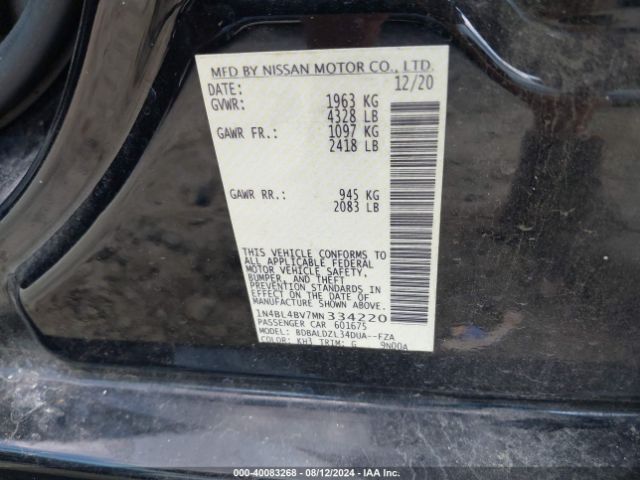 MFD BY NISSAN MOTOR CO., LTD.
DATE: 12/20
GVWR: 1963 KG
4328 LB
GAWR FR.: 1097 KG
2418 LB
GAWR RR.: 945 KG
2083 LB
THIS VEHICLE CONFORMS TO
ALL APPLICABLE FEDERAL
MOTOR VEHICLE SAFETY,
BUMPER, AND THEFT
PREVENTION STANDARDS IN
EFFECT ON THE DATE OF
MANUFACTURE SHOWN ABOVE.
1N4BL4BV7MN334220
PASSENGER CAR 601675
MODEL: BDBALDZL34DUA--FZA
COLOR: KH3 TRIM: G 9N00A
000-40083268 - 08/12/2024 - IAA Inc.